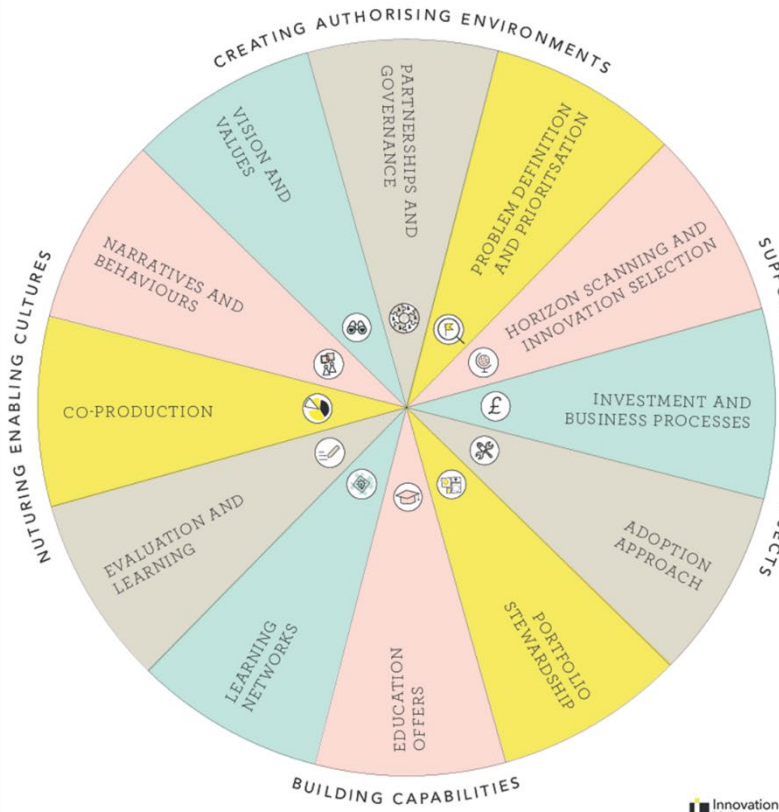 CREATING AUTHORISING ENVIRONMENTS
PARTNERSHIPS AND
GOVERNANCE
PROBLEM DEFINITION
AND PRIORITSATION
HORIZON SCANNING AND
INNOVATION SELECTION
INVESTMENT AND
BUSINESS PROCESSES
ADOPTION
APPROACH
PORTFOLIO
STEWARDSHIP
EDUCATION
OFFERS
LEARNING
NETWORKS
EVALUATION AND
LEARNING
CO-PRODUCTION
NARRATIVES AND
BEHAVIOURS
VISION AND
VALUES
£
NUTURING ENABLING CULTURES
BUILDING CAPABILITIES
Innovation